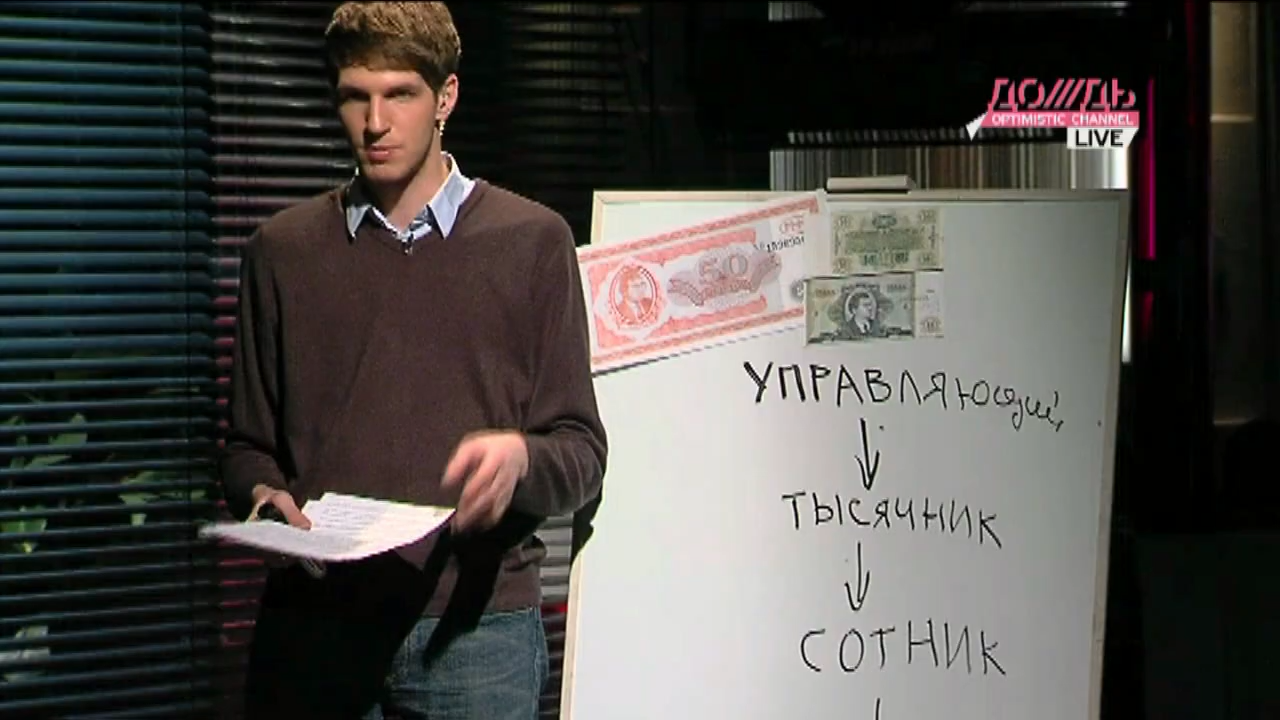 ДОЖДЬ
OPTIMISTIC CHANNEL
LIVE
50
УПРАВЛЯЮЩИЙ
ТЫСЯЧНИК
СОТНИК